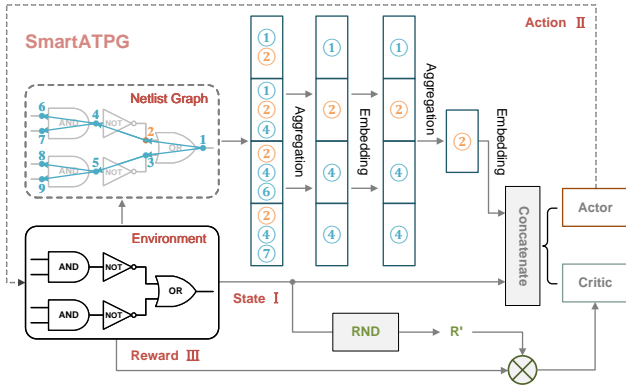 SmartATPG
Action Ⅱ
Netlist Graph
6
7
8
9
AND
AND
4
5
NOT
NOT
2
3
OR
1
① ②
① ② ④
② ④ ⑥
② ④ ⑦
Aggregation
①
②
④
④
Embedding
①
②
④
④
Aggregation
②
Embedding
Concatenate
Actor
Critic
Environment
AND
NOT
OR
AND
NOT
State Ⅰ
RND
R'
Reward Ⅲ